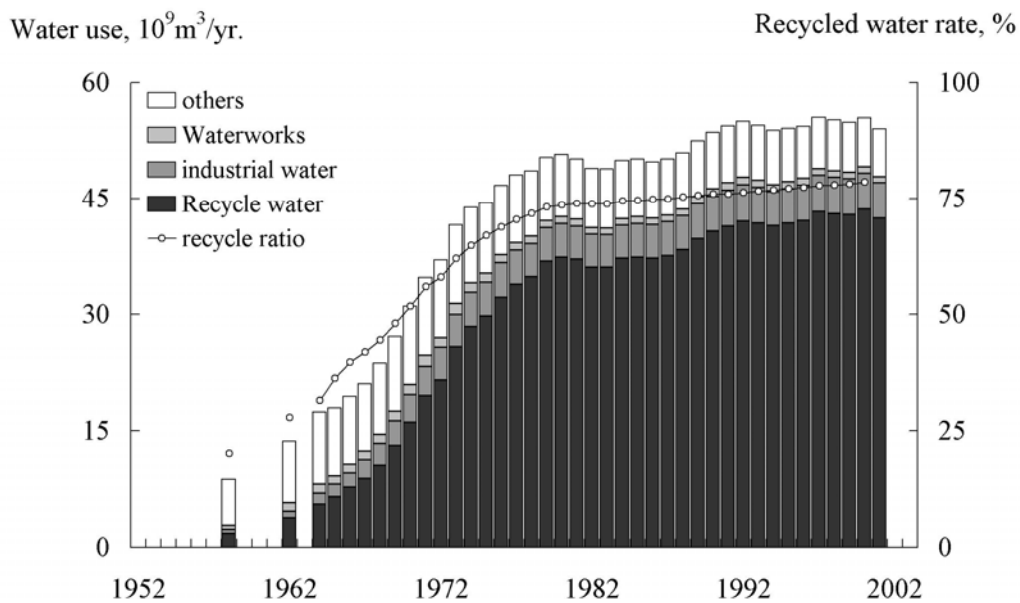 Water use, 10⁹m³/yr.
Recycled water rate, %
60
100
others
Waterworks
industrial water
Recycle water
recycle ratio
45
75
30
50
15
25
0
0
1952 1962 1972 1982 1992 2002